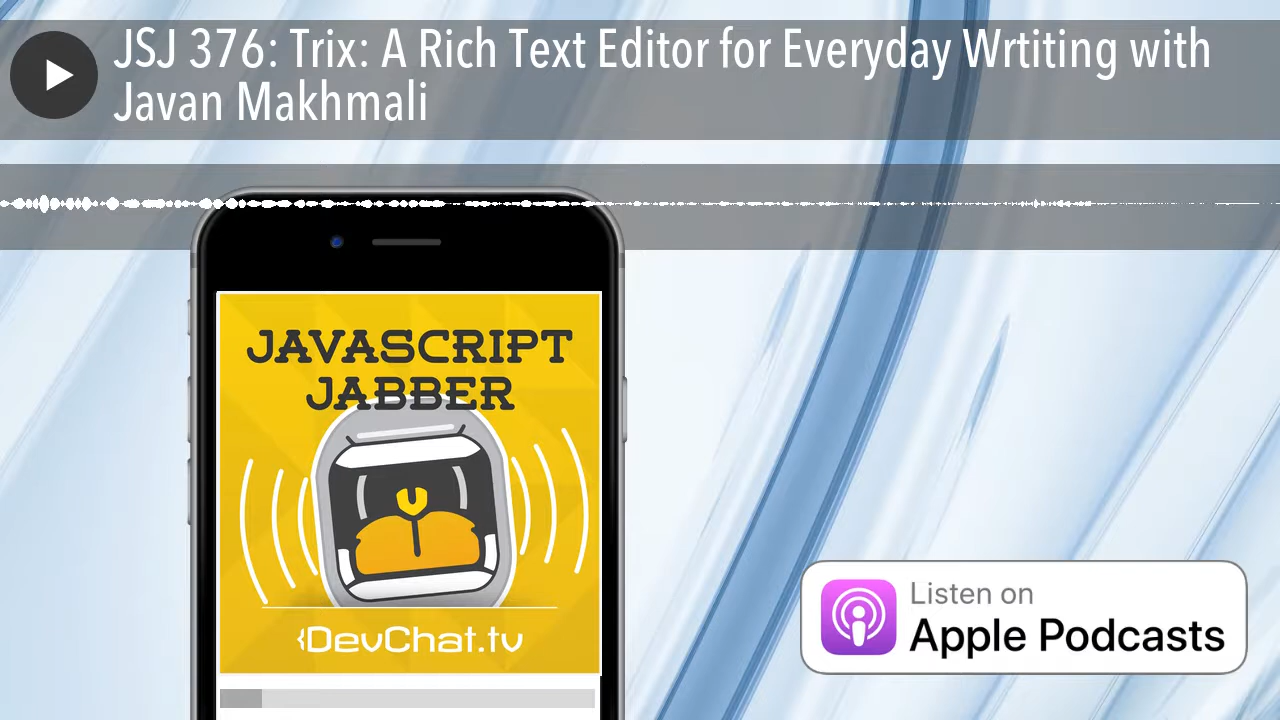 JSJ 376: Trix: A Rich Text Editor for Everyday Wrtiting with
Javan Makhmali
JAVASCRIPT
JABBER
{DevChat.tv
Listen on
Apple Podcasts